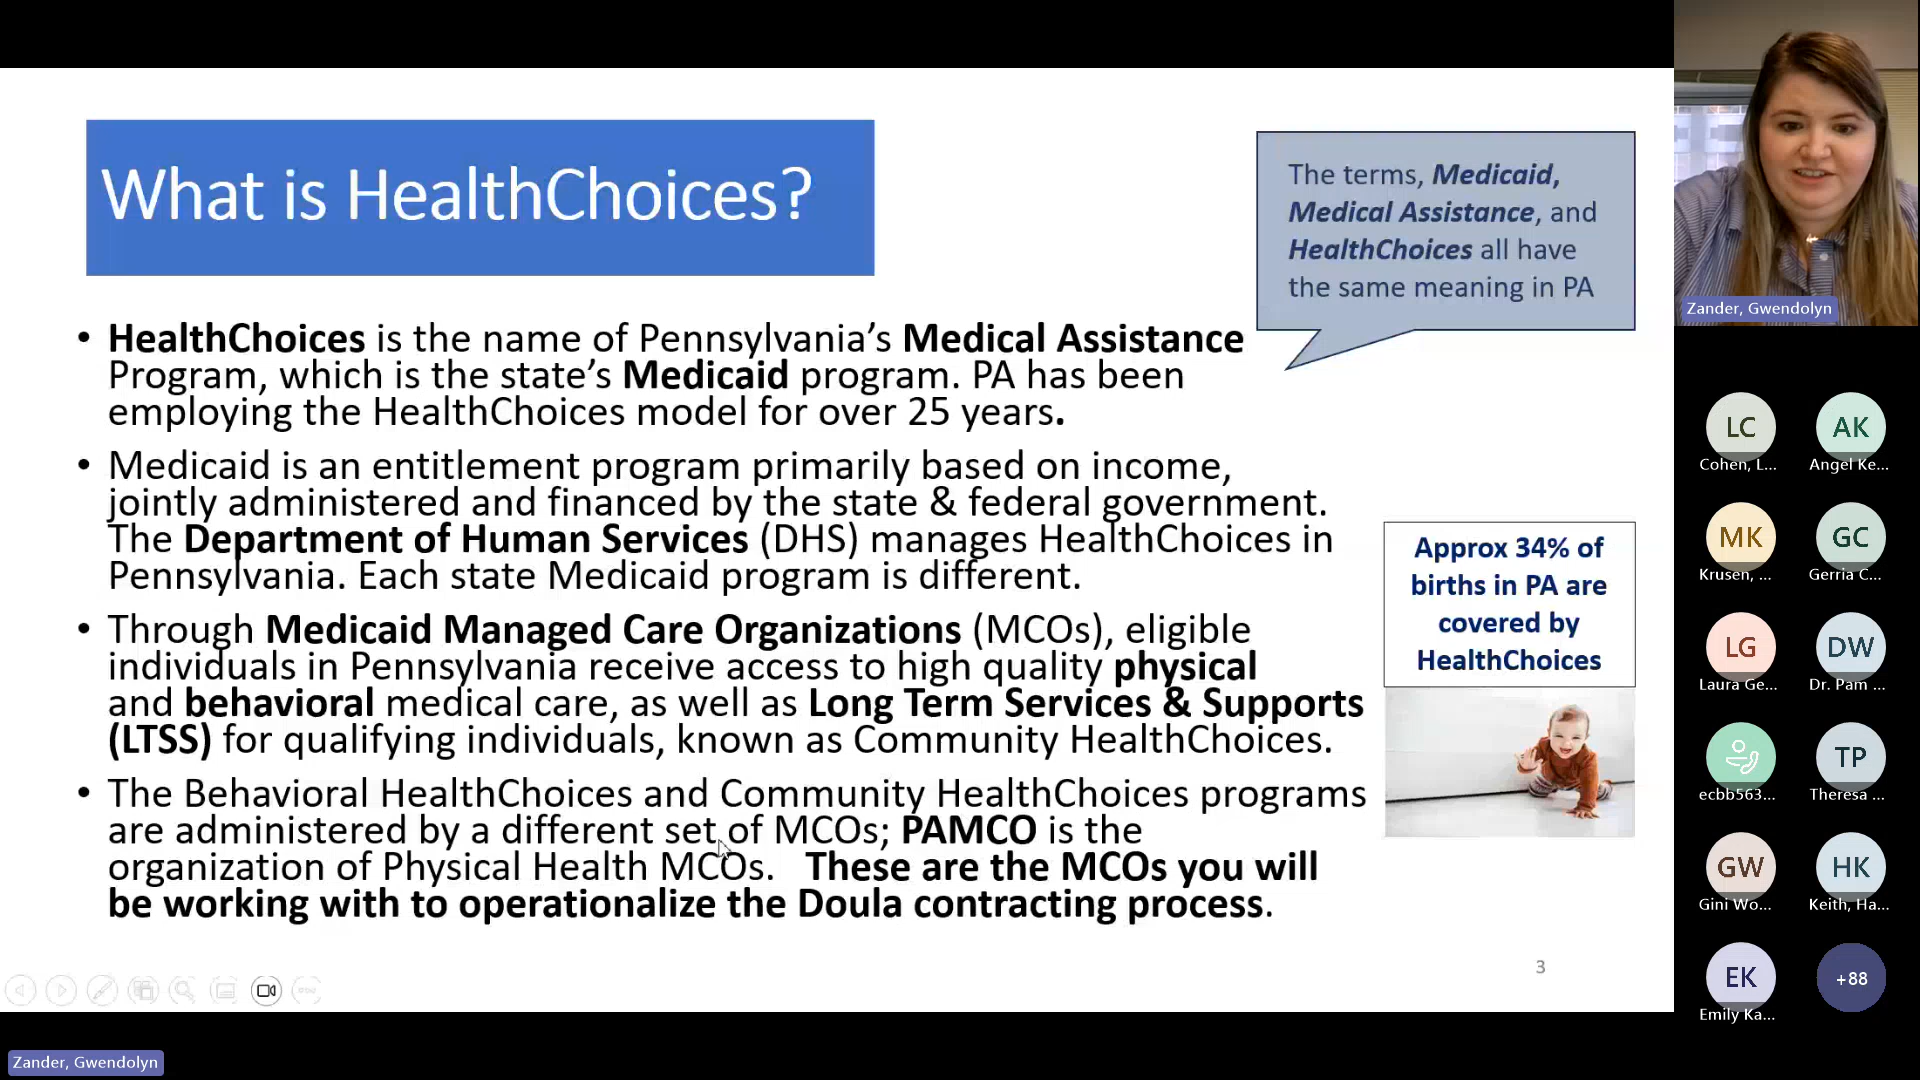 What is HealthChoices?
The terms, Medicaid,
Medical Assistance, and
HealthChoices all have
the same meaning in PA
• HealthChoices is the name of Pennsylvania’s Medical Assistance
Program, which is the state’s Medicaid program. PA has been
employing the HealthChoices model for over 25 years.
• Medicaid is an entitlement program primarily based on income,
jointly administered and financed by the state & federal government.
The Department of Human Services (DHS) manages HealthChoices in
Pennsylvania. Each state Medicaid program is different.
• Through Medicaid Managed Care Organizations (MCOs), eligible
individuals in Pennsylvania receive access to high quality physical
and behavioral medical care, as well as Long Term Services & Supports
(LTSS) for qualifying individuals, known as Community HealthChoices.
• The Behavioral HealthChoices and Community HealthChoices programs
are administered by a different set of MCOs; PAMCO is the
organization of Physical Health MCOs. These are the MCOs you will
be working with to operationalize the Doula contracting process.
Approx 34% of
births in PA are
covered by
HealthChoices
3
Zander, Gwendolyn
Zander, Gwendolyn
LC
Cohen, L...
AK
Angel Ke...
MK
Krusen, ...
GC
Gerria C...
LG
Laura Ge...
DW
Dr. Pam ...
ecbb563...
TP
Theresa ...
GW
Gini Wo...
HK
Keith, Ha...
EK
Emily Ka...
+88